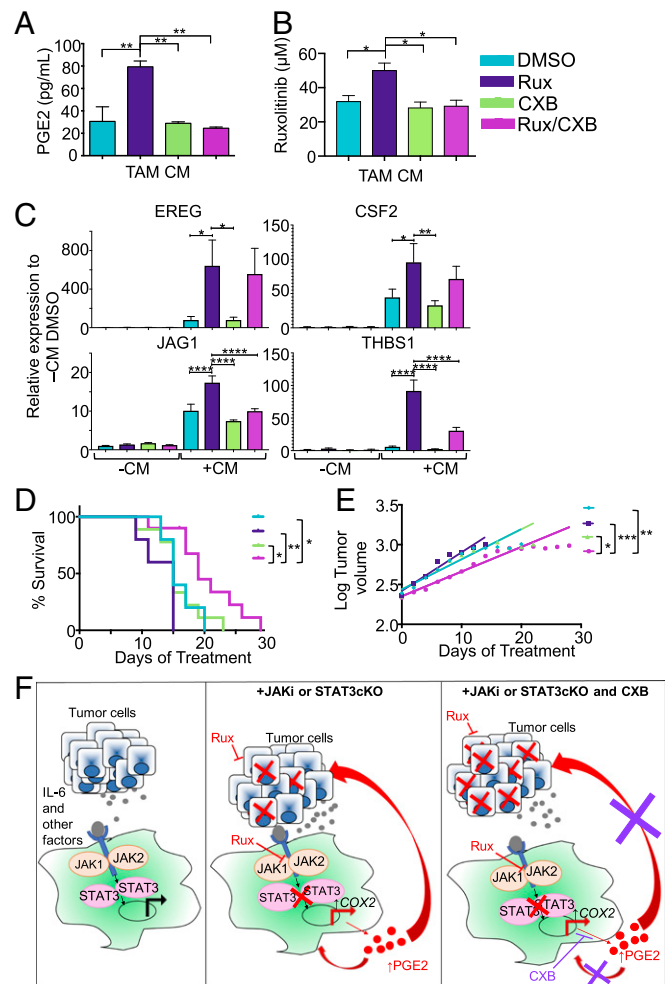 A
PGE2 (pg/mL)
100
80
60
40
20
0
**
**
**
TAM CM
B
Ruxolitinib (µM)
60
40
20
0
*
*
*
TAM CM
DMSO
Rux
CXB
Rux/CXB
C
Relative expression to
–CM DMSO
EREG
800
400
0
*
*
CSF2
150
100
50
0
*
**
JAG1
20
10
0
****
****
****
-CM
+CM
THBS1
150
100
50
0
****
****
****
-CM
+CM
D
% Survival
100
50
0
0
10
20
30
Days of Treatment
*
**
*
E
Log Tumor
volume
3.5
3.0
2.5
2.0
0
10
20
30
Days of Treatment
*
***
**
F
Tumor cells
IL-6
and
other
factors
JAK1
JAK2
STAT3
STAT3
+JAKi or STAT3cKO
Rux
Tumor cells
Rux
JAK1
JAK2
STAT3
STAT3
↑COX2
↑PGE2
+JAKi or STAT3cKO and CXB
Rux
Tumor cells
Rux
JAK1
JAK2
STAT3
STAT3
↑COX2
CXB
↑PGE2